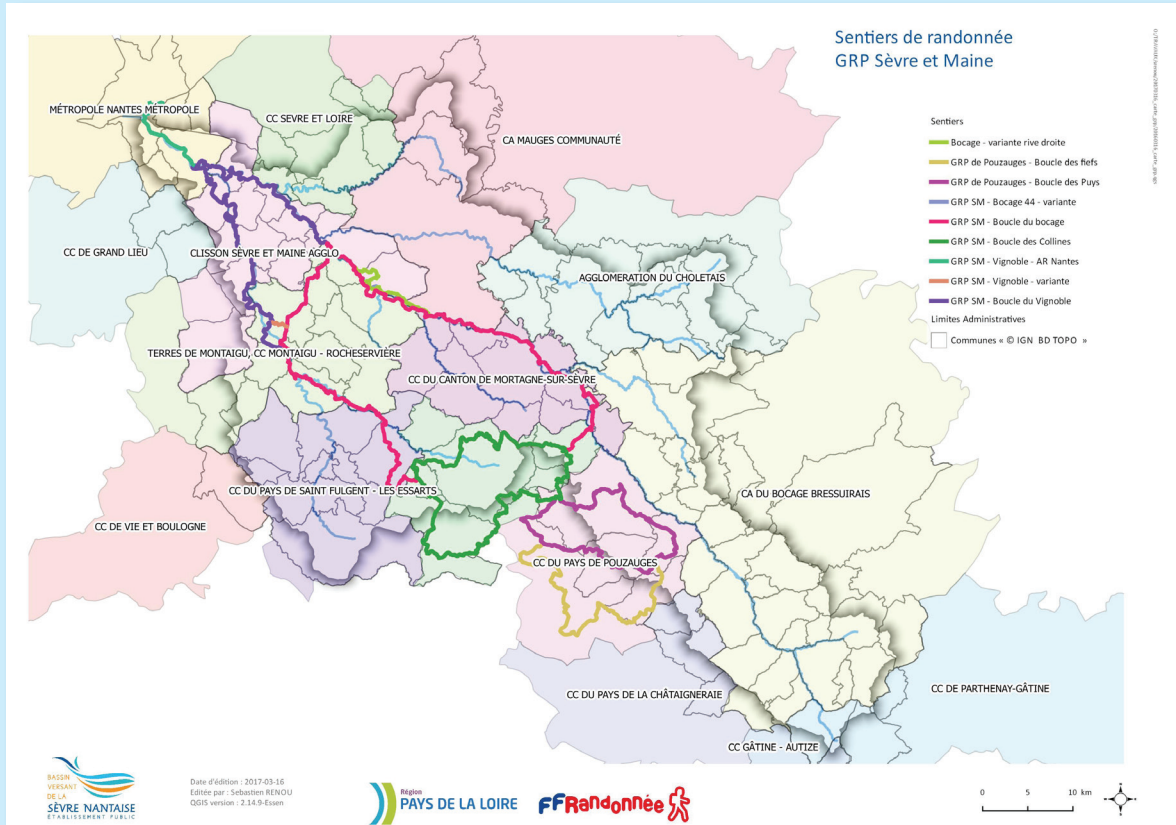 Sentiers de randonnée
GRP Sèvre et Maine
Sentiers
Bocage - variante rive droite
GRP de Pouzauges - Boucle des fiefs
GRP de Pouzauges - Boucle des Puys
GRP SM - Bocage 44 - variante
GRP SM - Boucle du bocage
GRP SM - Boucle des Collines
GRP SM - Vignoble - AR Nantes
GRP SM - Vignoble - variante
GRP SM - Boucle du Vignoble
Limites Administratives
Communes « © IGN BD TOPO »
MÉTROPOLE NANTES MÉTROPOLE
CC SEVRE ET LOIRE
CA MAUGES COMMUNAUTÉ
CC DE GRAND LIEU
CLISSON SÈVRE ET MAINE AGGLO
AGGLOMERATION DU CHOLETAIS
TERRES DE MONTAIGU, CC MONTAIGU - ROCHESERVIÈRE
CC DU CANTON DE MORTAGNE-SUR-SÈVRE
CC DU PAYS DE SAINT FULGENT - LES ESSARTS
CA DU BOCAGE BRESSUIRAIS
CC DE VIE ET BOULOGNE
CC DU PAYS DE POUZAUGES
CC DU PAYS DE LA CHÂTAIGNERAIE
CC DE PARTHENAY-GÂTINE
CC GÂTINE - AUTIZE
BASSIN
VERSANT
DE LA
SÈVRE NANTAISE
ÉTABLISSEMENT PUBLIC
Date d'édition : 2017-03-16
Editée par : Sebastien RENOU
QGIS version : 2.14.9-Essen
Région
PAYS DE LA LOIRE
FFRandonnée
0 5 10 km